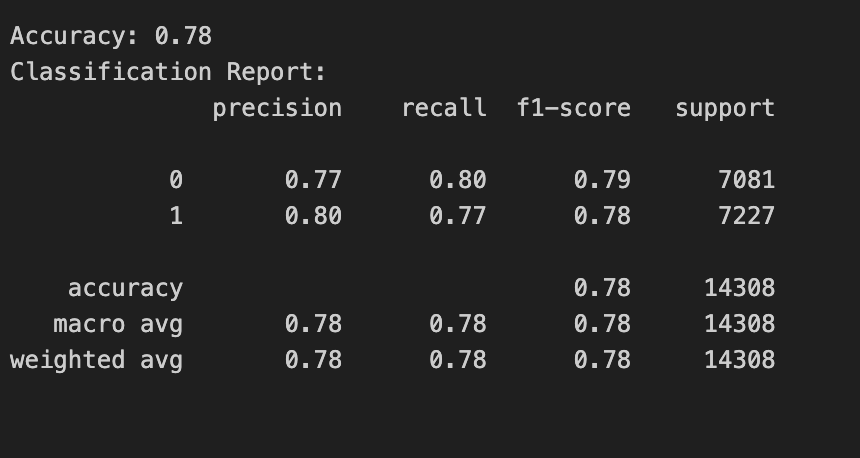 Accuracy: 0.78
Classification Report:
precision recall f1-score support
0 0.77 0.80 0.79 7081
1 0.80 0.77 0.78 7227
accuracy 0.78 14308
macro avg 0.78 0.78 0.78 14308
weighted avg 0.78 0.78 0.78 14308